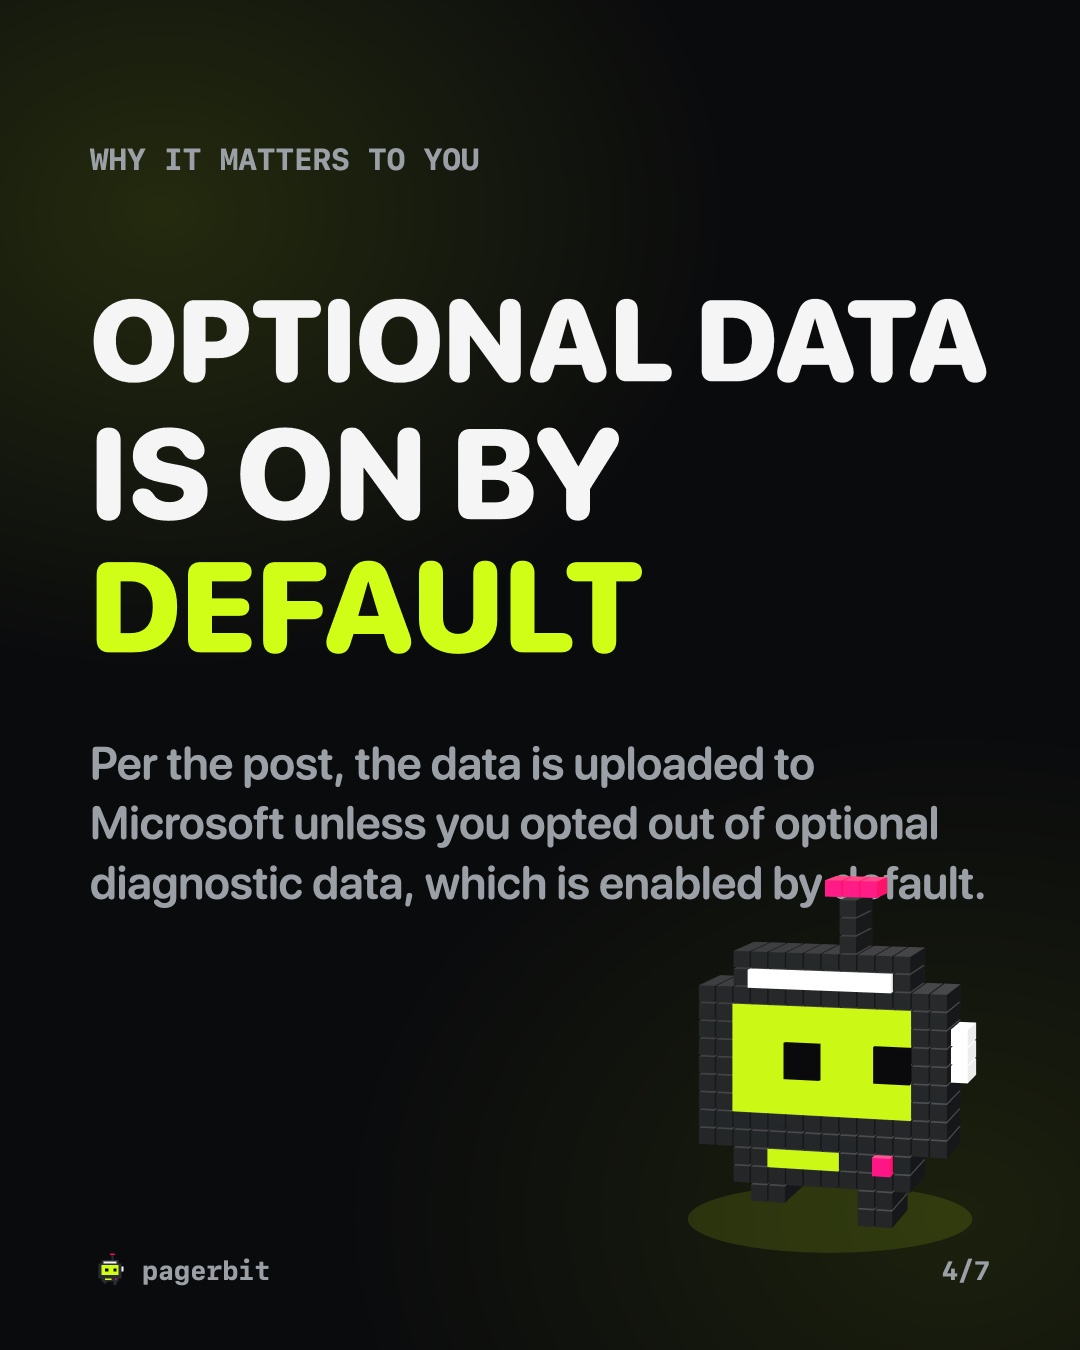 WHY IT MATTERS TO YOU
OPTIONAL DATA
IS ON BY
DEFAULT
Per the post, the data is uploaded to
Microsoft unless you opted out of optional
diagnostic data, which is enabled by default.
pagerbit
4/7